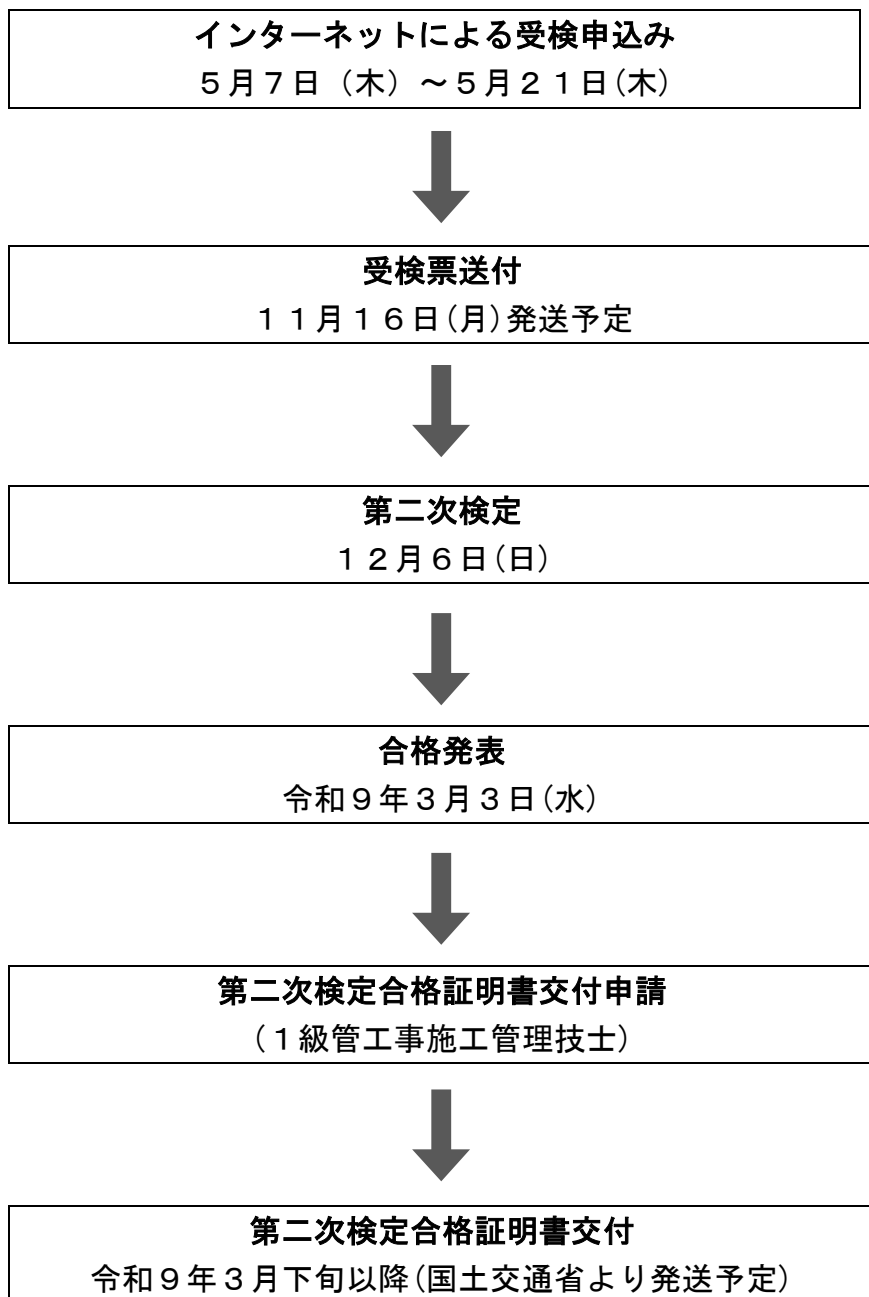 インターネットによる受検申込み
５月７日（木）～５月２１日(木)
受検票送付
１１月１６日(月)発送予定
第二次検定
１２月６日(日)
合格発表
令和９年３月３日(水)
第二次検定合格証明書交付申請
(１級管工事施工管理技士)
第二次検定合格証明書交付
令和９年３月下旬以降(国土交通省より発送予定)